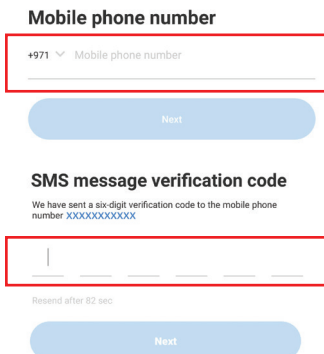 Mobile phone number
+971 Mobile phone number
Next
SMS message verification code
We have sent a six-digit verification code to the mobile phone
number XXXXXXXXXXX
Resend after 82 sec
Next